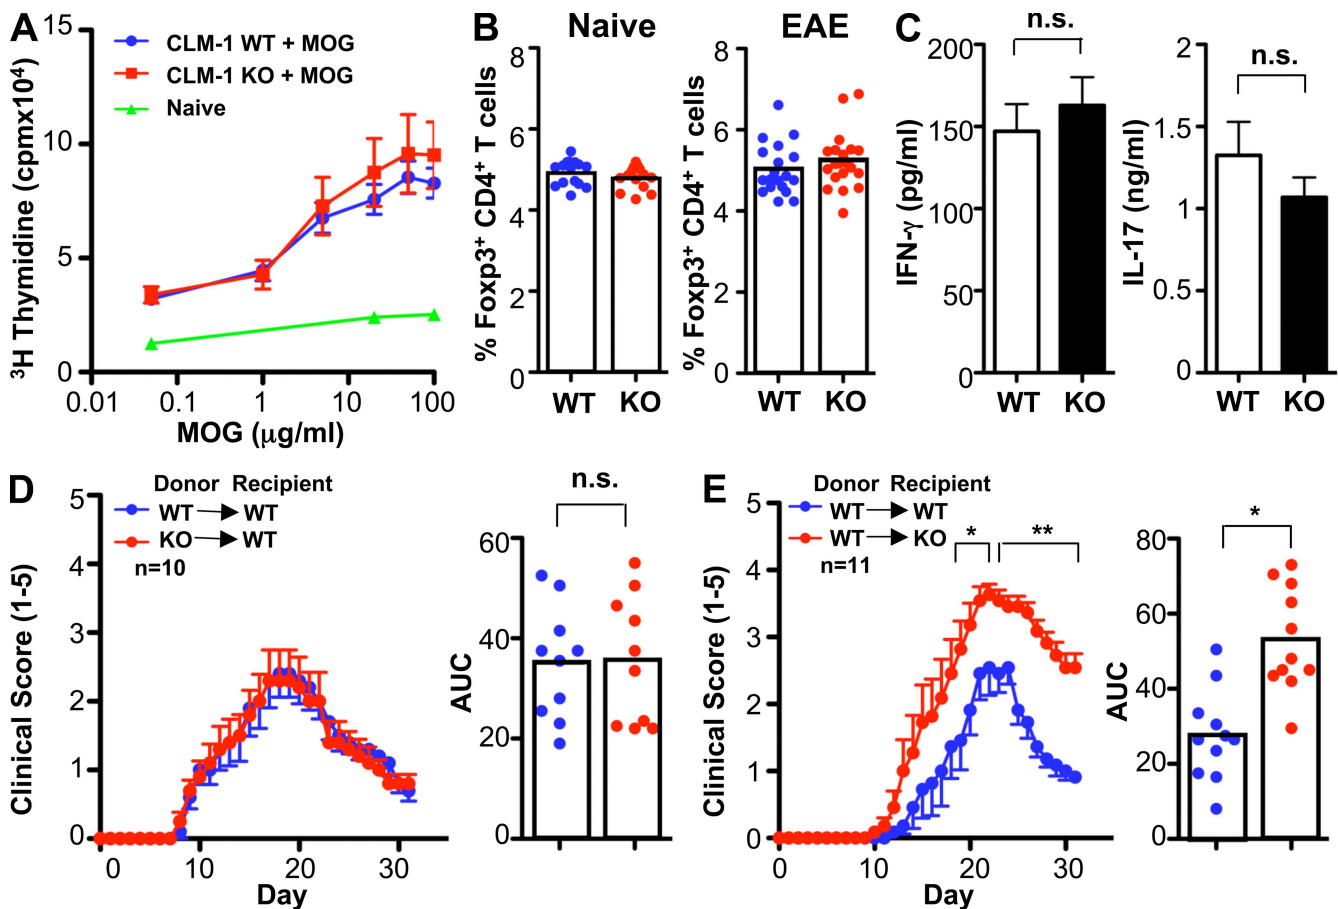 A
15
10
5
0
³H Thymidine (cpmx10⁴)
CLM-1 WT + MOG
CLM-1 KO + MOG
Naive
0.01 0.1 1 10 100
MOG (μg/ml)
B
Naive
8
6
4
2
0
% Foxp3⁺ CD4⁺ T cells
WT KO
EAE
8
6
4
2
0
% Foxp3⁺ CD4⁺ T cells
WT KO
C
n.s.
200
150
100
50
0
IFN-γ (pg/ml)
WT KO
n.s.
2
1.5
1
0.5
0
IL-17 (ng/ml)
WT KO
D
Donor Recipient
WT WT
KO WT
n=10
5
4
3
2
1
0
Clinical Score (1-5)
0 10 20 30
Day
n.s.
60
40
20
0
AUC
E
Donor Recipient
WT WT
WT KO
n=11
* **
5
4
3
2
1
0
Clinical Score (1-5)
0 10 20 30
Day
*
80
60
40
20
0
AUC